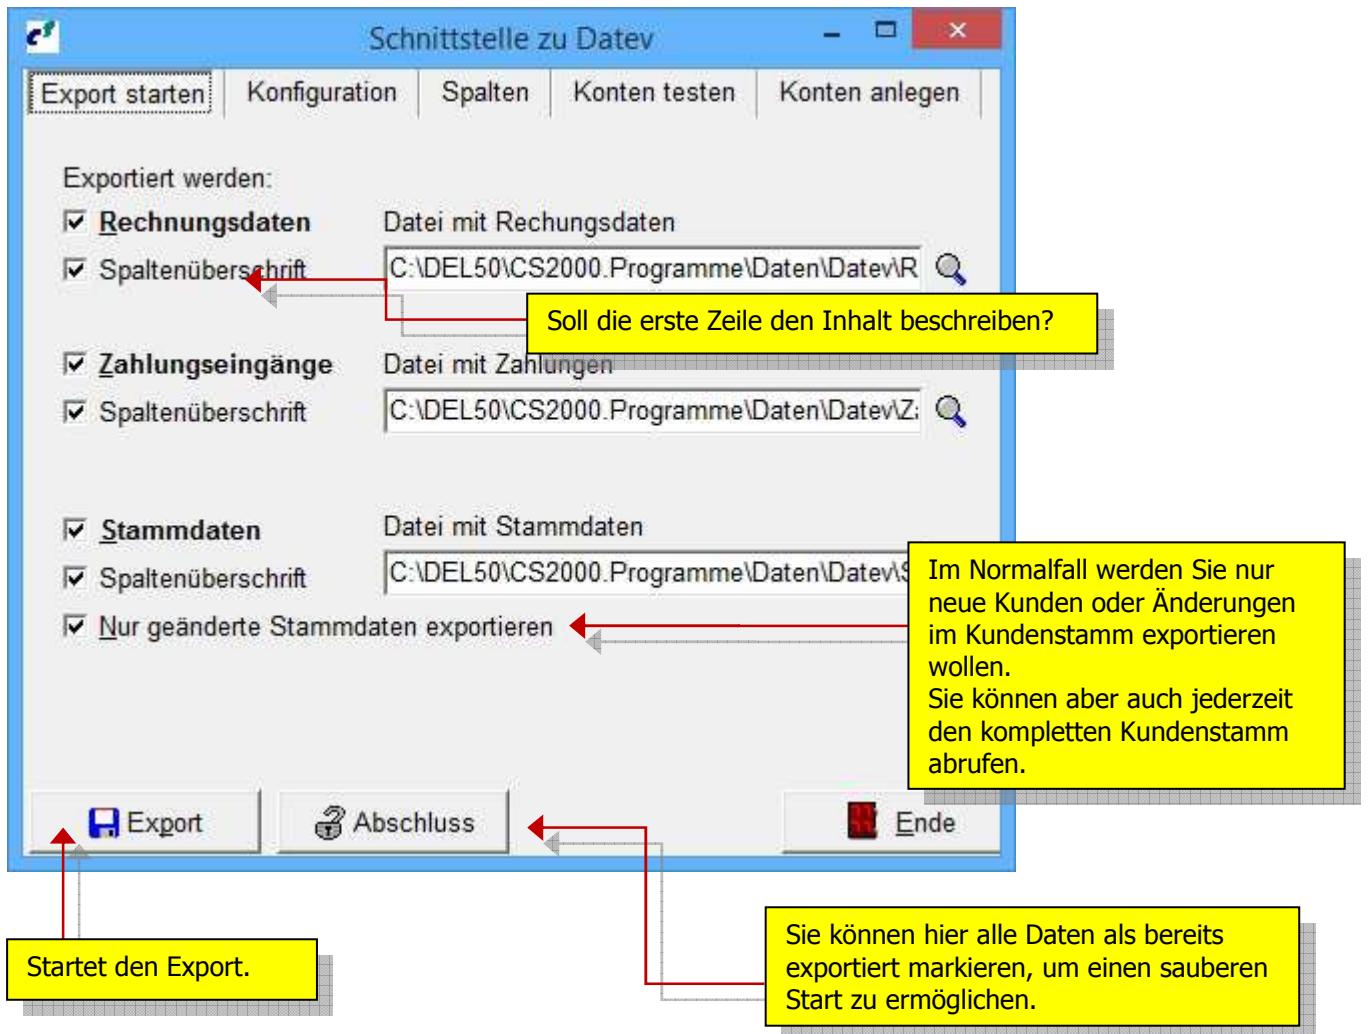 Schnittstelle zu Datev
Export starten Konfiguration Spalten Konten testen Konten anlegen
Exportiert werden:
Rechnungsdaten Datei mit Rechungsdaten
Spaltenüberschrift C:\DEL50\CS2000.Programme\Daten\Datev\R
Soll die erste Zeile den Inhalt beschreiben?
Zahlungseingänge Datei mit Zahlungen
Spaltenüberschrift C:\DEL50\CS2000.Programme\Daten\Datev\Za
Stammdaten Datei mit Stammdaten
Spaltenüberschrift C:\DEL50\CS2000.Programme\Daten\Datev\S
Nur geänderte Stammdaten exportieren
Im Normalfall werden Sie nur
neue Kunden oder Änderungen
im Kundenstamm exportieren
wollen.
Sie können aber auch jederzeit
den kompletten Kundenstamm
abrufen.
Export Abschluss Ende
Startet den Export.
Sie können hier alle Daten als bereits
exportiert markieren, um einen sauberen
Start zu ermöglichen.